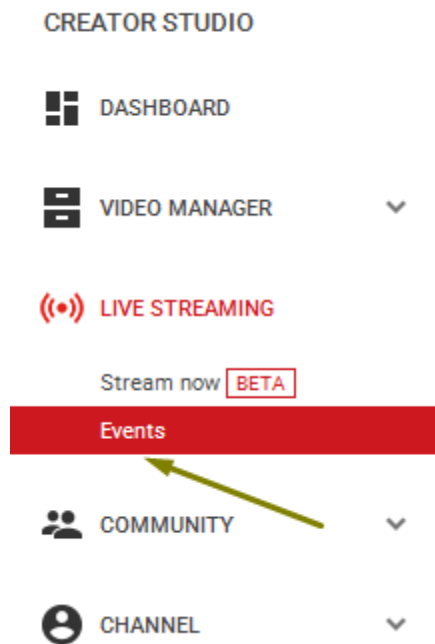 CREATOR STUDIO
DASHBOARD
VIDEO MANAGER
LIVE STREAMING
Stream now BETA
Events
COMMUNITY
CHANNEL